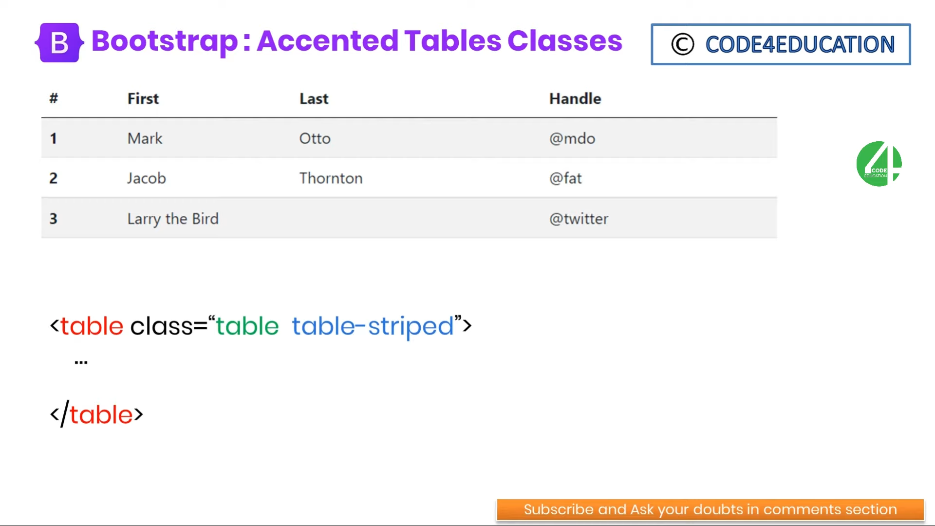 B Bootstrap : Accented Tables Classes
© CODE4EDUCATION
# First Last Handle
1 Mark Otto @mdo
2 Jacob Thornton @fat
3 Larry the Bird @twitter
4
CODE
<table class=“table table-striped”>
...
</table>
Subscribe and Ask your doubts in comments section